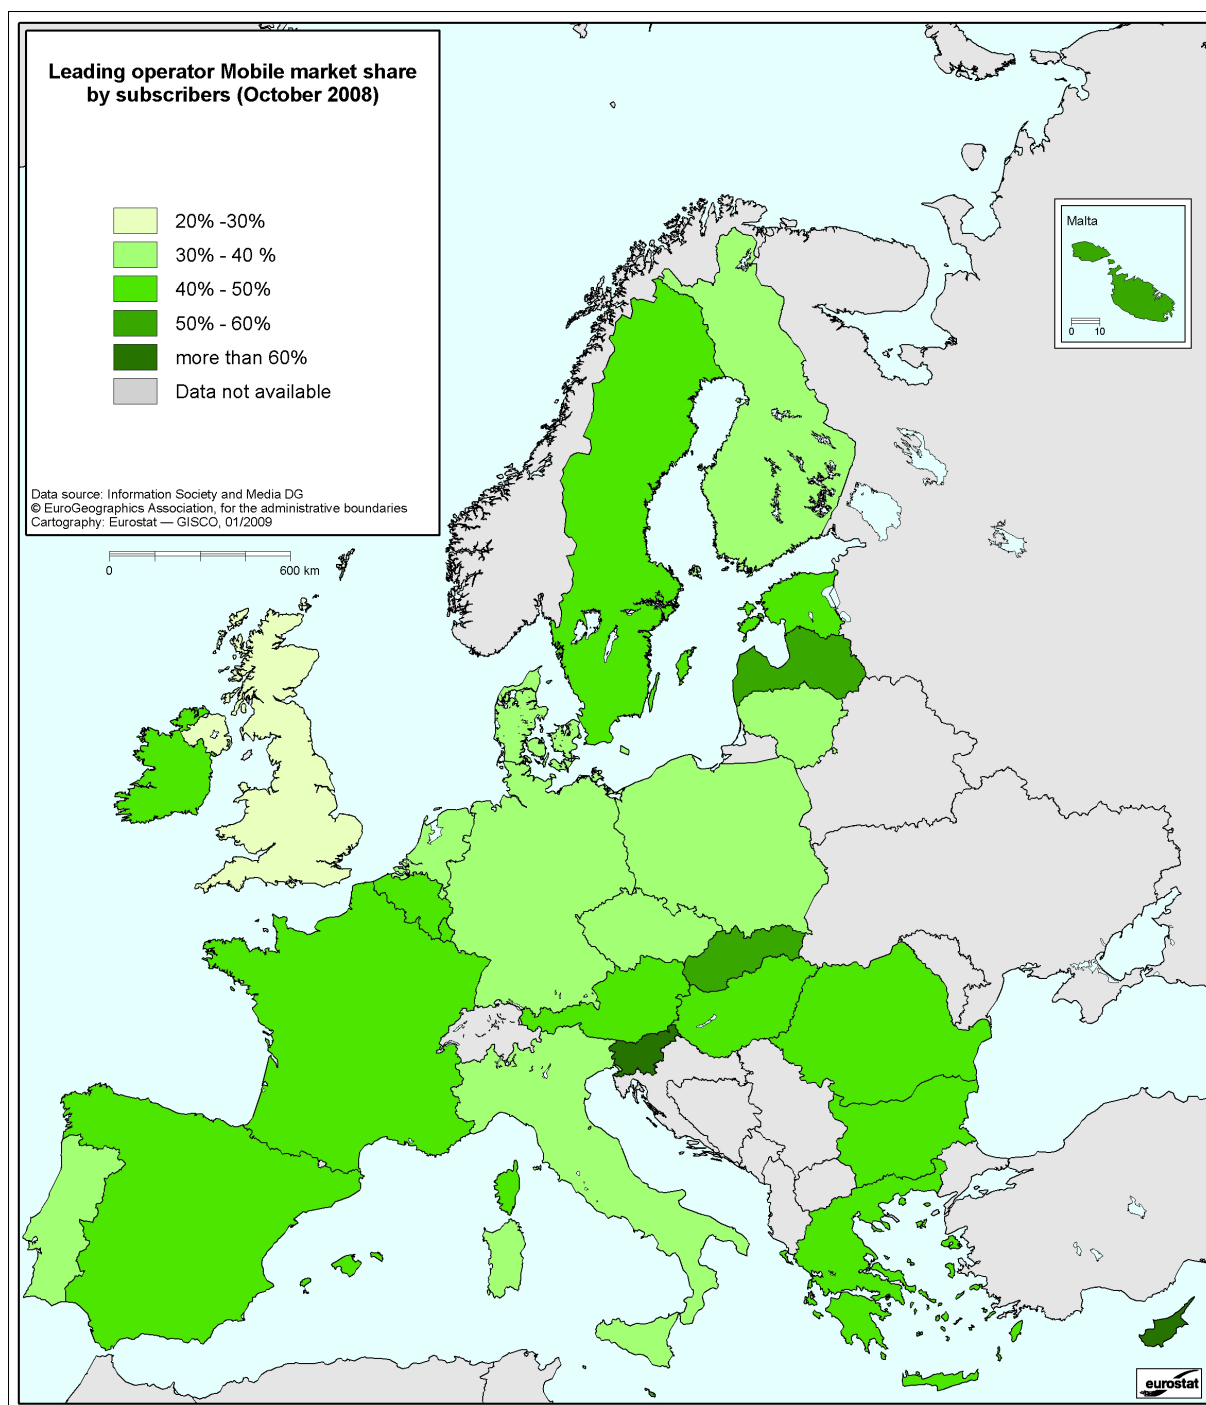 Leading operator Mobile market share
by subscribers (October 2008)
20% -30%
30% - 40 %
40% - 50%
50% - 60%
more than 60%
Data not available
Data source: Information Society and Media DG
© EuroGeographics Association, for the administrative boundaries
Cartography: Eurostat — GISCO, 01/2009
0 600 km
Malta
0 10
eurostat